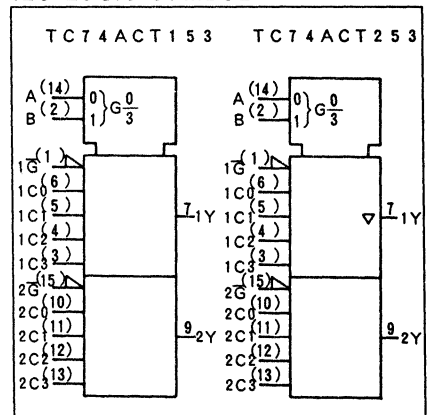 TC74ACT153 TC74ACT253
A (14) 0 } G 0/3
B (2) 1
1G̅ (1)
1C0 (6)
1C1 (5) 7 1Y
1C2 (4)
1C3 (3)
2G̅ (15)
2C0 (10)
2C1 (11) 9 2Y
2C2 (12)
2C3 (13)
A (14) 0 } G 0/3
B (2) 1
1G̅ (1)
1C0 (6)
1C1 (5) ▽ 7 1Y
1C2 (4)
1C3 (3)
2G̅ (15)
2C0 (10)
2C1 (11) 9 2Y
2C2 (12)
2C3 (13)